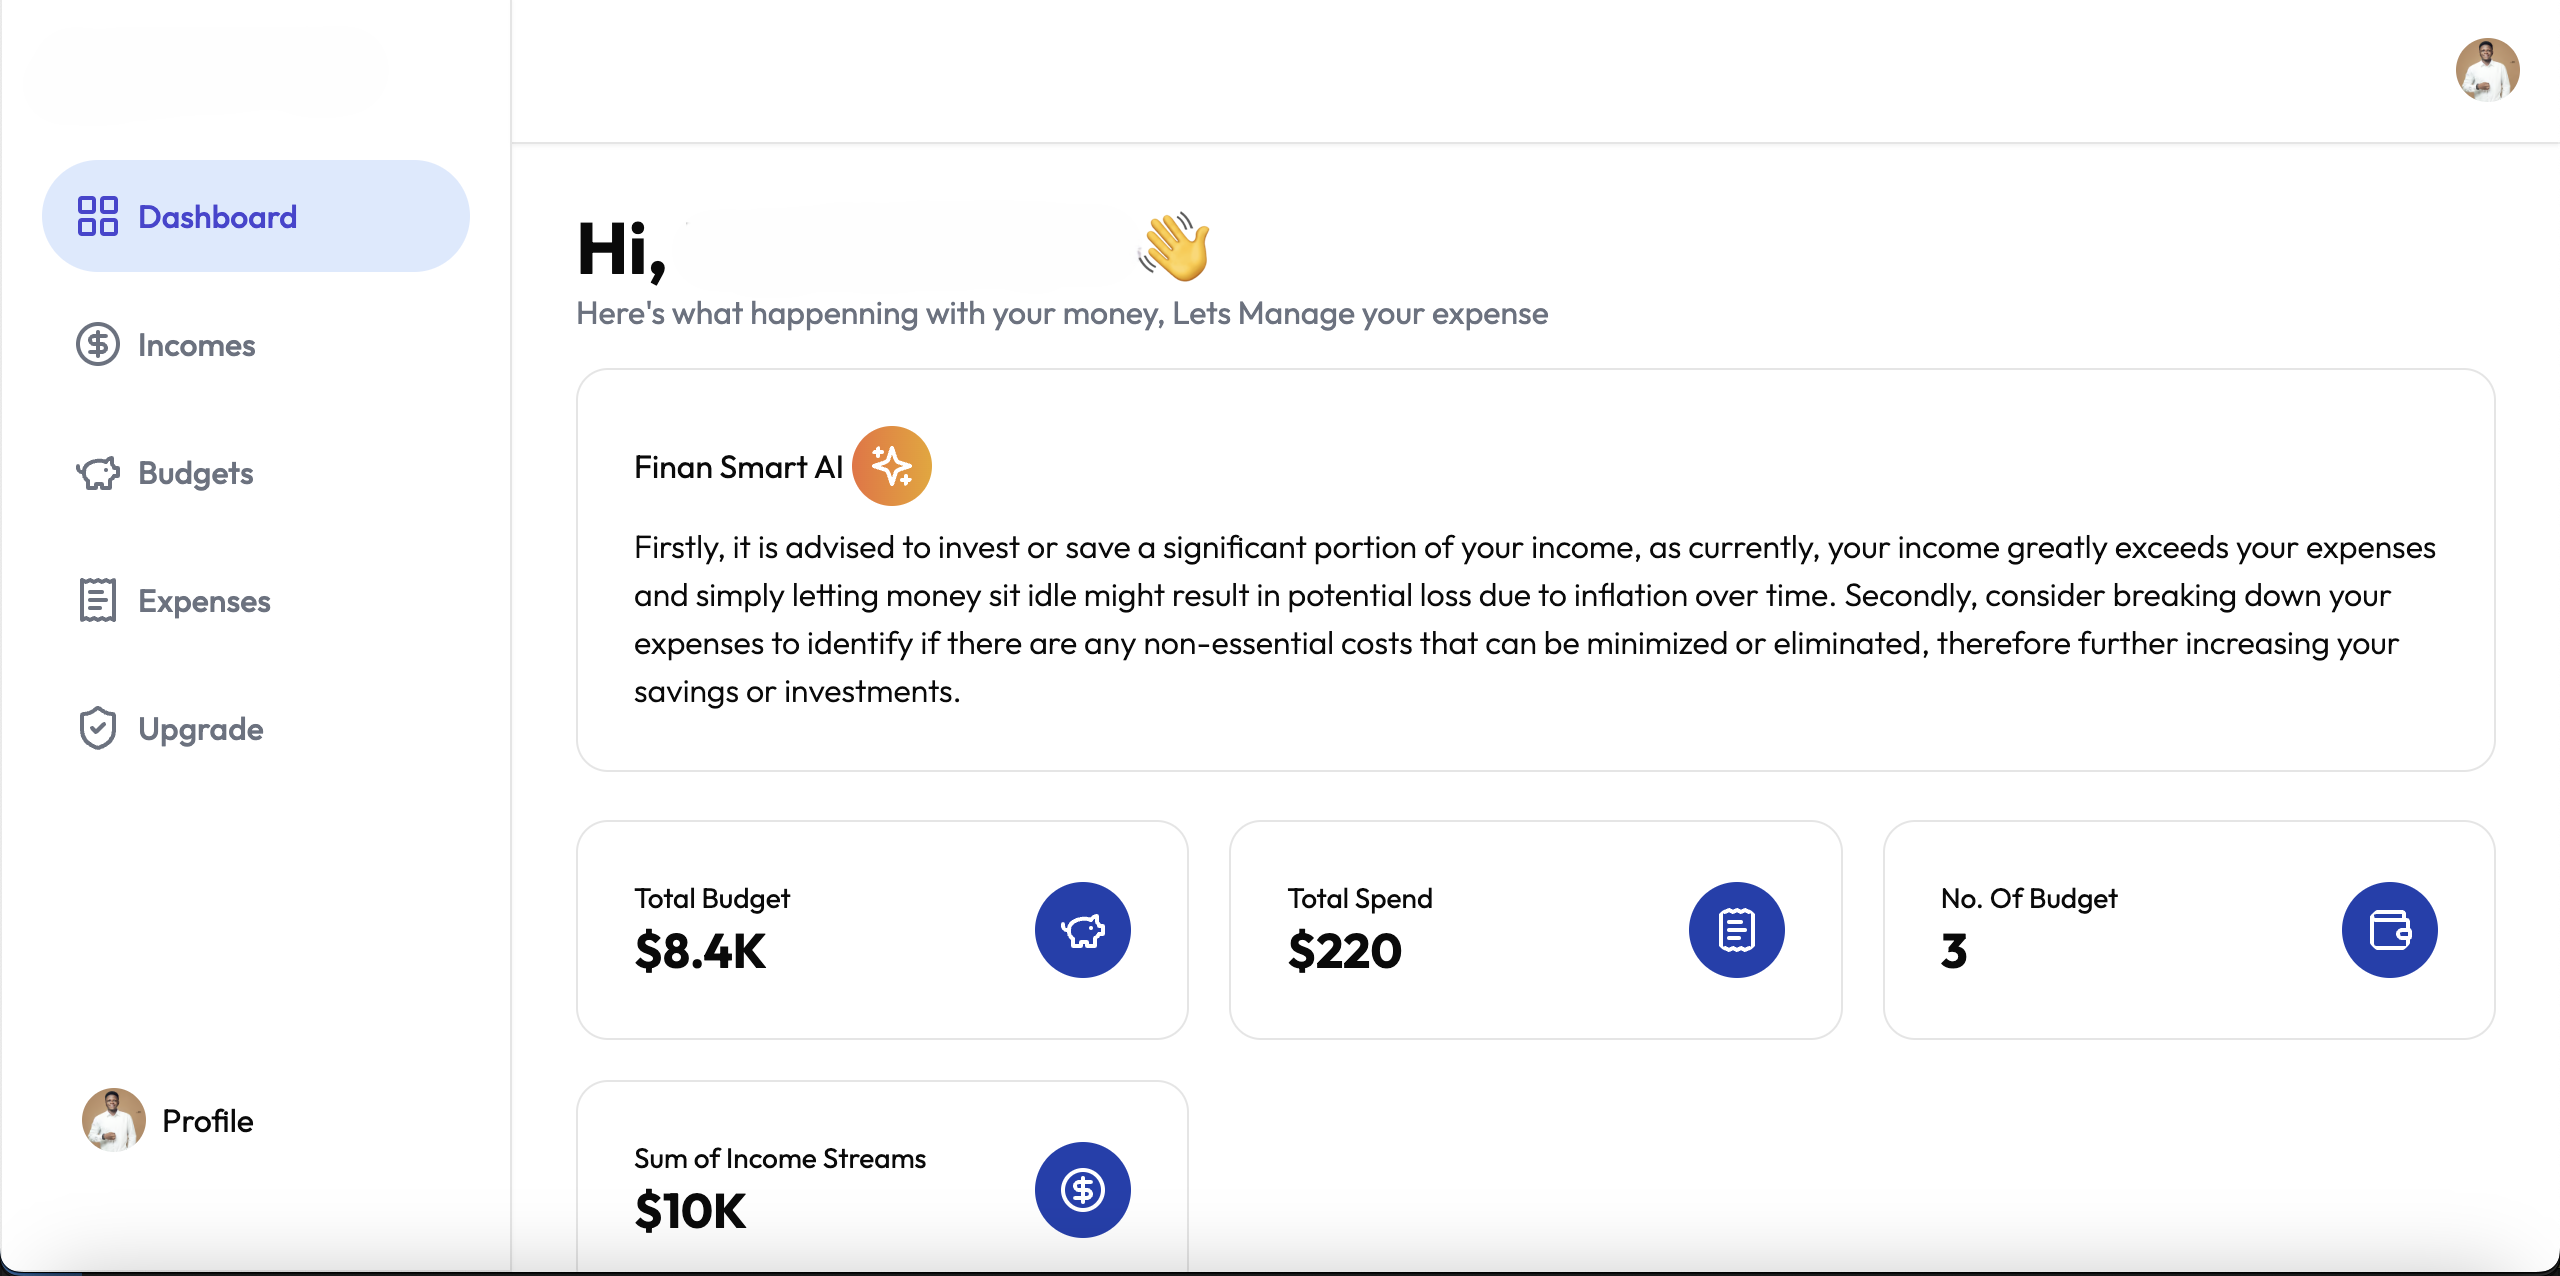 Dashboard
Incomes
Budgets
Expenses
Upgrade
Profile
Hi, 👋
Here's what happenning with your money, Lets Manage your expense
Finan Smart AI
Firstly, it is advised to invest or save a significant portion of your income, as currently, your income greatly exceeds your expenses
and simply letting money sit idle might result in potential loss due to inflation over time. Secondly, consider breaking down your
expenses to identify if there are any non-essential costs that can be minimized or eliminated, therefore further increasing your
savings or investments.
Total Budget
$8.4K
Total Spend
$220
No. Of Budget
3
Sum of Income Streams
$10K